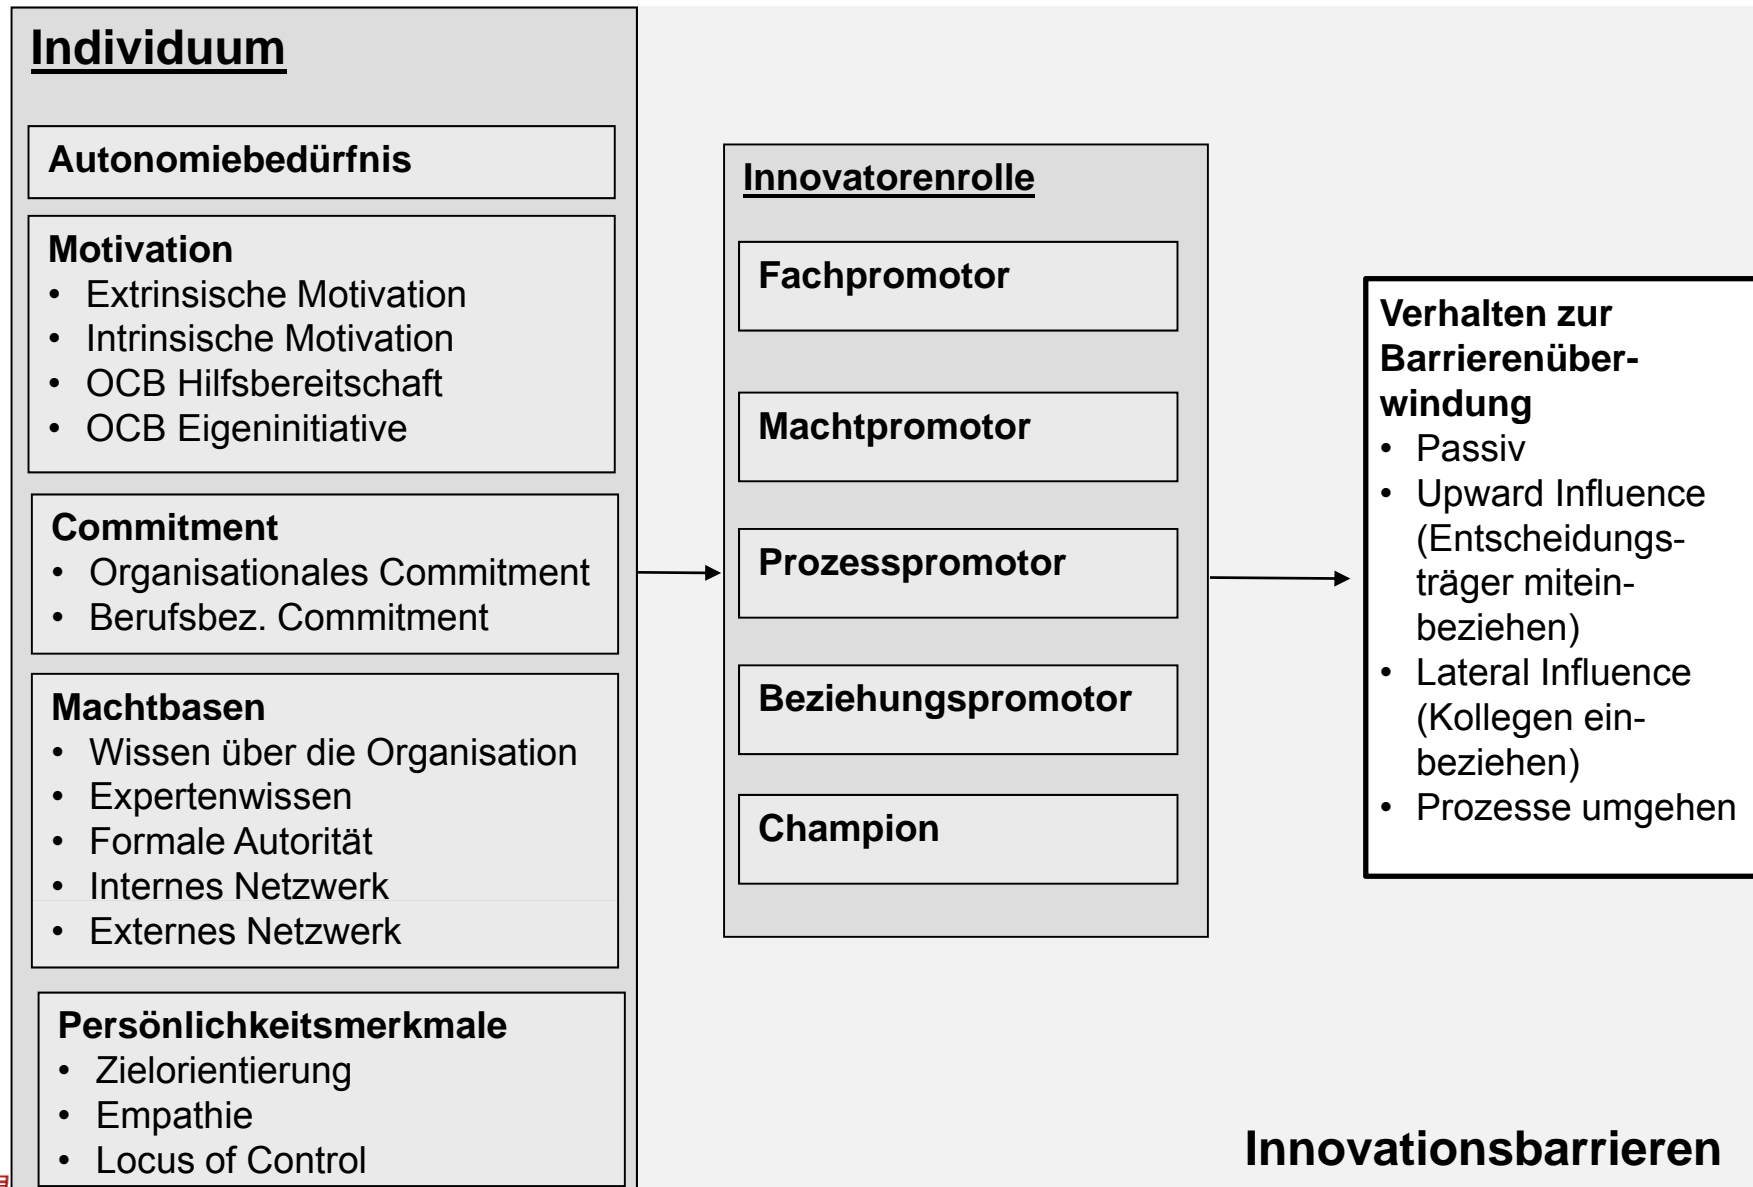 Individuum
Autonomiebedürfnis
Motivation
• Extrinsische Motivation
• Intrinsische Motivation
• OCB Hilfsbereitschaft
• OCB Eigeninitiative
Commitment
• Organisationales Commitment
• Berufsbez. Commitment
Machtbasen
• Wissen über die Organisation
• Expertenwissen
• Formale Autorität
• Internes Netzwerk
• Externes Netzwerk
Persönlichkeitsmerkmale
• Zielorientierung
• Empathie
• Locus of Control
Innovatorenrolle
Fachpromotor
Machtpromotor
Prozesspromotor
Beziehungspromotor
Champion
Verhalten zur
Barrierenüber-
windung
• Passiv
• Upward Influence
(Entscheidungs-
träger mitein-
beziehen)
• Lateral Influence
(Kollegen ein-
beziehen)
• Prozesse umgehen
Innovationsbarrieren